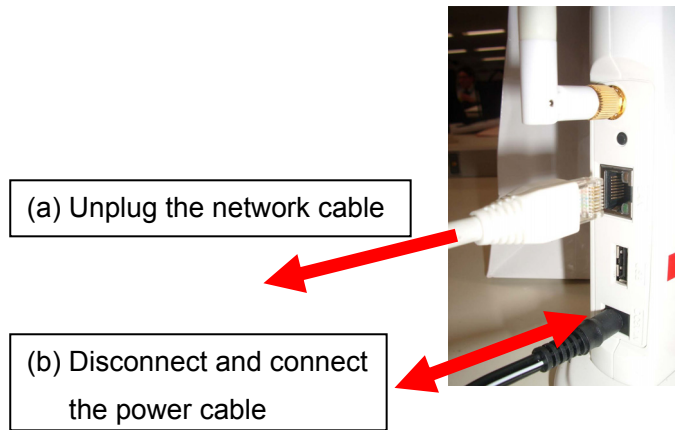 (a) Unplug the network cable
(b) Disconnect and connect
the power cable